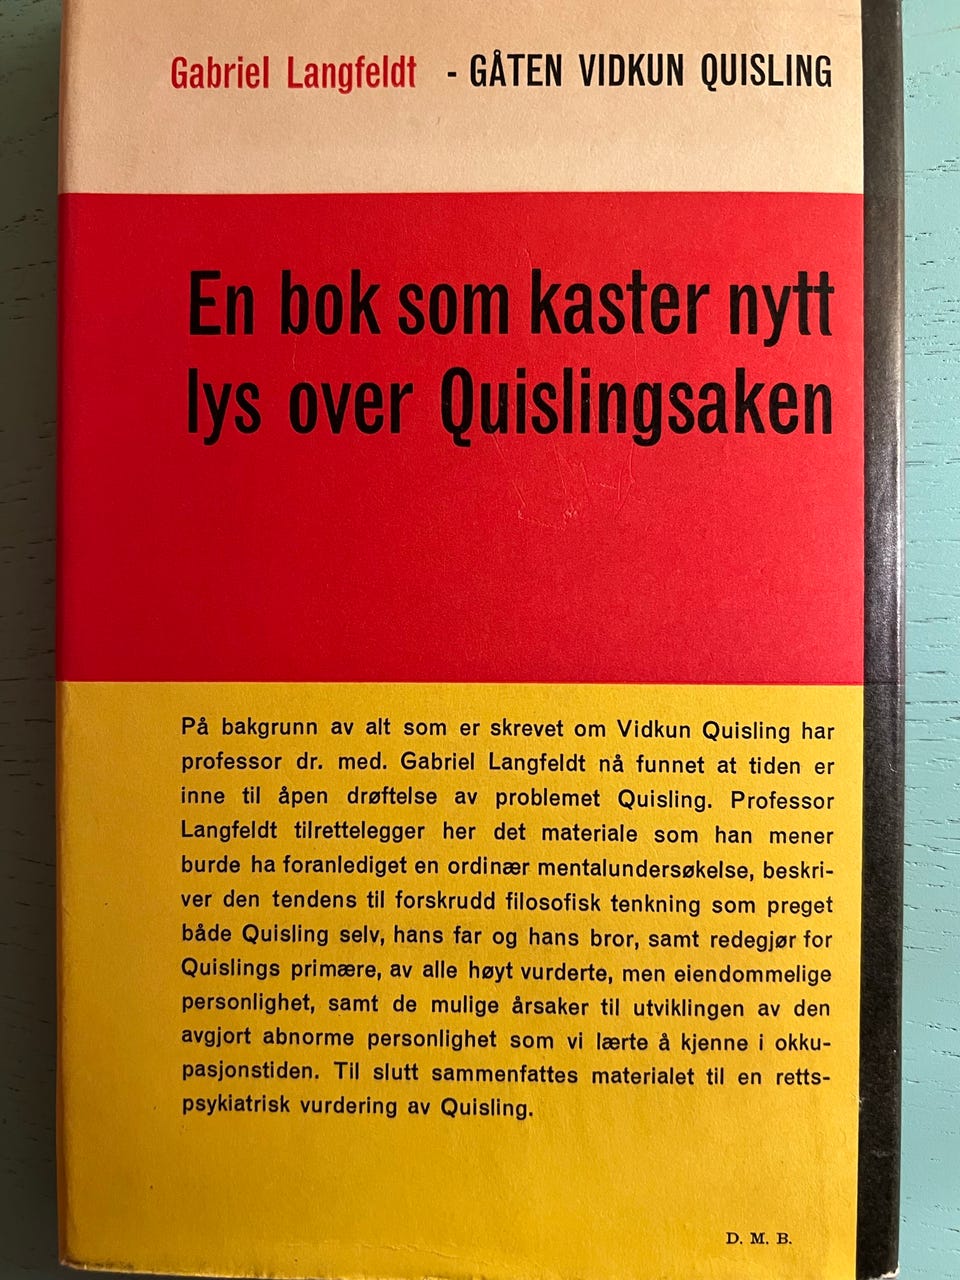 Gabriel Langfeldt - GÅTEN VIDKUN QUISLING
En bok som kaster nytt
lys over Quislingsaken
På bakgrunn av alt som er skrevet om Vidkun Quisling har
professor dr. med. Gabriel Langfeldt nå funnet at tiden er
inne til åpen drøftelse av problemet Quisling. Professor
Langfeldt tilrettelegger her det materiale som han mener
burde ha foranlediget en ordinær mentalundersøkelse, beskri-
ver den tendens til forskrudd filosofisk tenkning som preget
både Quisling selv, hans far og hans bror, samt redegjør for
Quislings primære, av alle høyt vurderte, men eiendommelige
personlighet, samt de mulige årsaker til utviklingen av den
avgjort abnorme personlighet som vi lærte å kjenne i okku-
pasjonstiden. Til slutt sammenfattes materialet til en retts-
psykiatrisk vurdering av Quisling.
D. M. B.